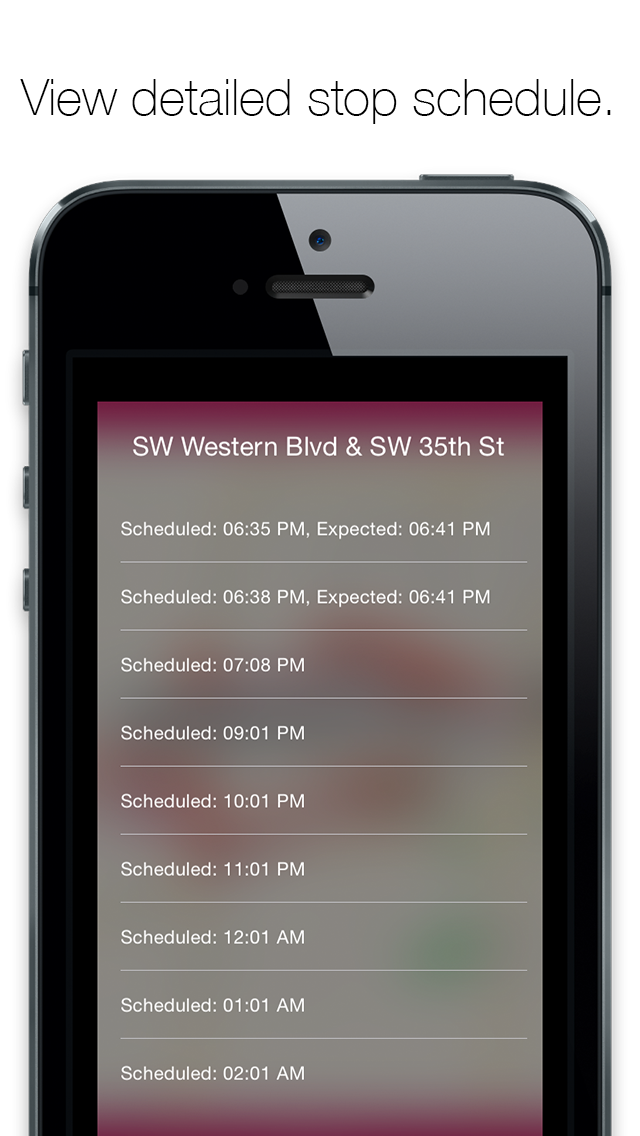 View detailed stop schedule.
SW Western Blvd & SW 35th St
Scheduled: 06:35 PM, Expected: 06:41 PM
Scheduled: 06:38 PM, Expected: 06:41 PM
Scheduled: 07:08 PM
Scheduled: 09:01 PM
Scheduled: 10:01 PM
Scheduled: 11:01 PM
Scheduled: 12:01 AM
Scheduled: 01:01 AM
Scheduled: 02:01 AM